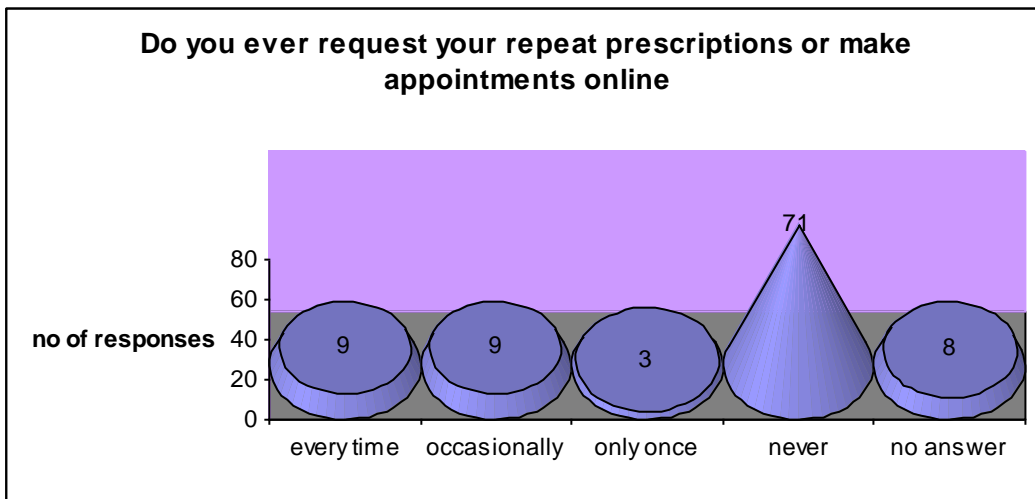 Do you ever request your repeat prescriptions or make
appointments online
71
80
60
no of responses
40
9
9
3
8
20
0
every time
occasionally
only once
never
no answer